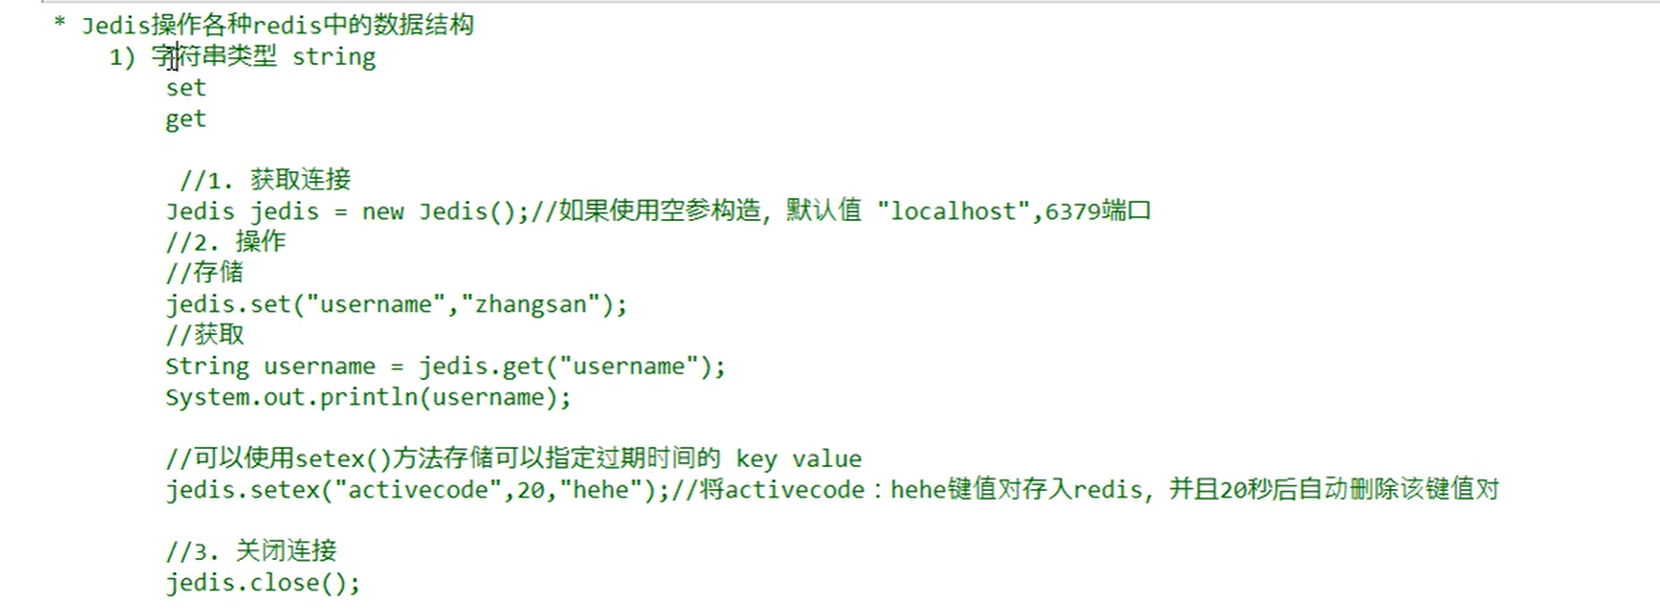 * Jedis操作各种redis中的数据结构
1) 字符串类型 string
set
get
//1. 获取连接
Jedis jedis = new Jedis();//如果使用空参构造，默认值 "localhost",6379端口
//2. 操作
//存储
jedis.set("username","zhangsan");
//获取
String username = jedis.get("username");
System.out.println(username);
//可以使用setex()方法存储可以指定过期时间的 key value
jedis.setex("activecode",20,"hehe");//将activecode：hehe键值对存入redis，并且20秒后自动删除该键值对
//3. 关闭连接
jedis.close();